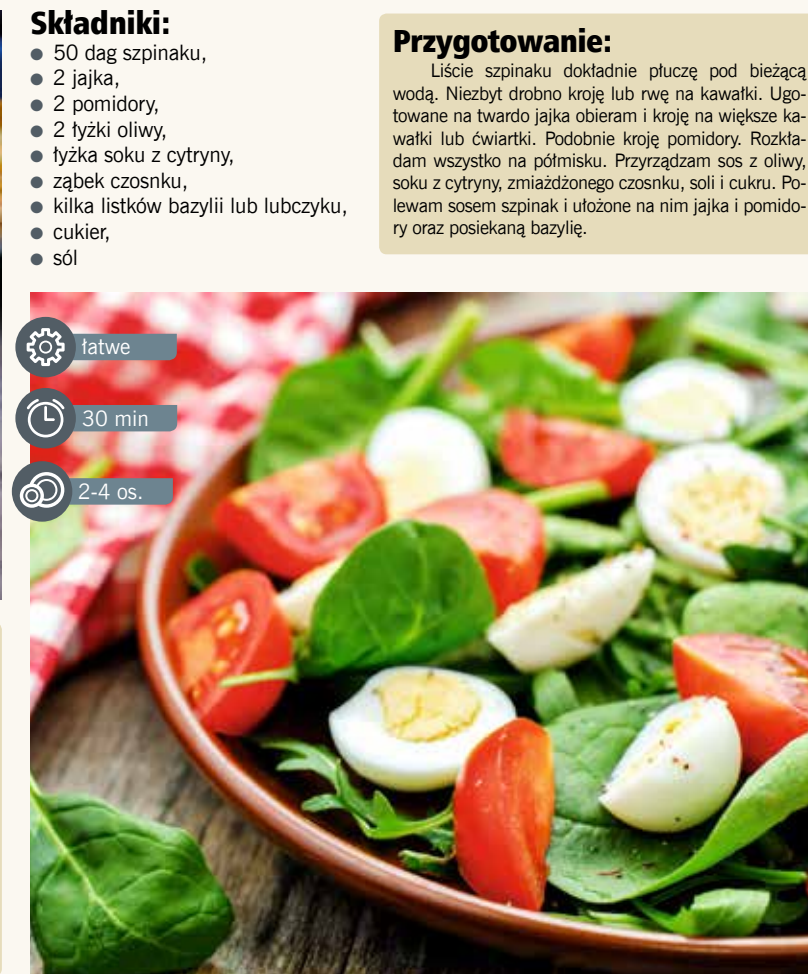 Składniki:
● 50 dag szpinaku,
● 2 jajka,
● 2 pomidory,
● 2 łyżki oliwy,
● łyżka soku z cytryny,
● ząbek czosnku,
● kilka listków bazylii lub lubczyku,
● cukier,
● sól
Przygotowanie:
Liście szpinaku dokładnie płuczę pod bieżącą
wodą. Niezbyt drobno kroję lub rwę na kawałki. Ugo-
towane na twardo jajka obieram i kroję na większe ka-
wałki lub ćwiartki. Podobnie kroję pomidory. Rozkła-
dam wszystko na półmisku. Przyrządzam sos z oliwy,
soku z cytryny, zmiażdżonego czosnku, soli i cukru. Po-
lewam sosem szpinak i ułożone na nim jajka i pomido-
ry oraz posiekaną bazylię.
łatwe
30 min
2-4 os.